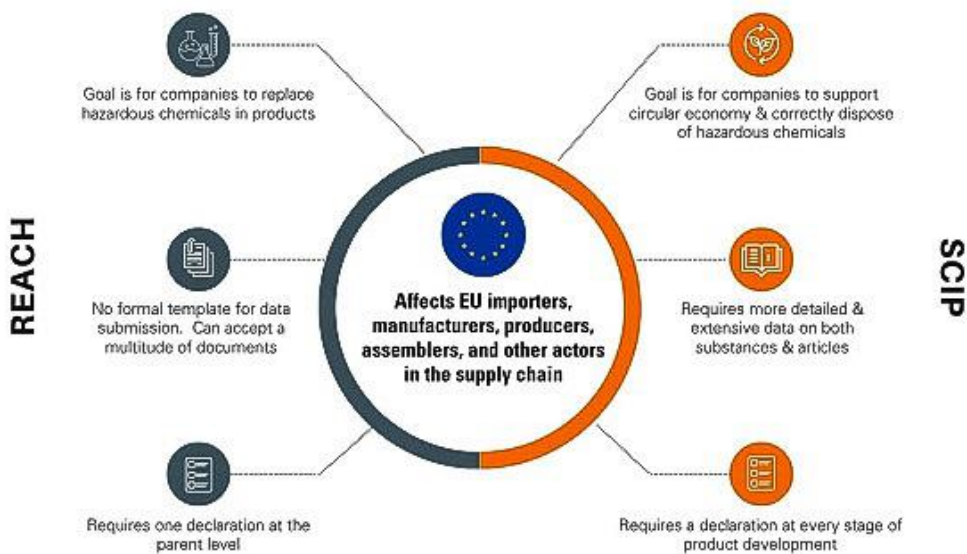 REACH
Goal is for companies to replace
hazardous chemicals in products
No formal template for data
submission. Can accept a
multitude of documents
Requires one declaration at the
parent level
Affects EU importers,
manufacturers, producers,
assemblers, and other actors
in the supply chain
SCIP
Goal is for companies to support
circular economy & correctly dispose
of hazardous chemicals
Requires more detailed &
extensive data on both
substances & articles
Requires a declaration at every stage of
product development